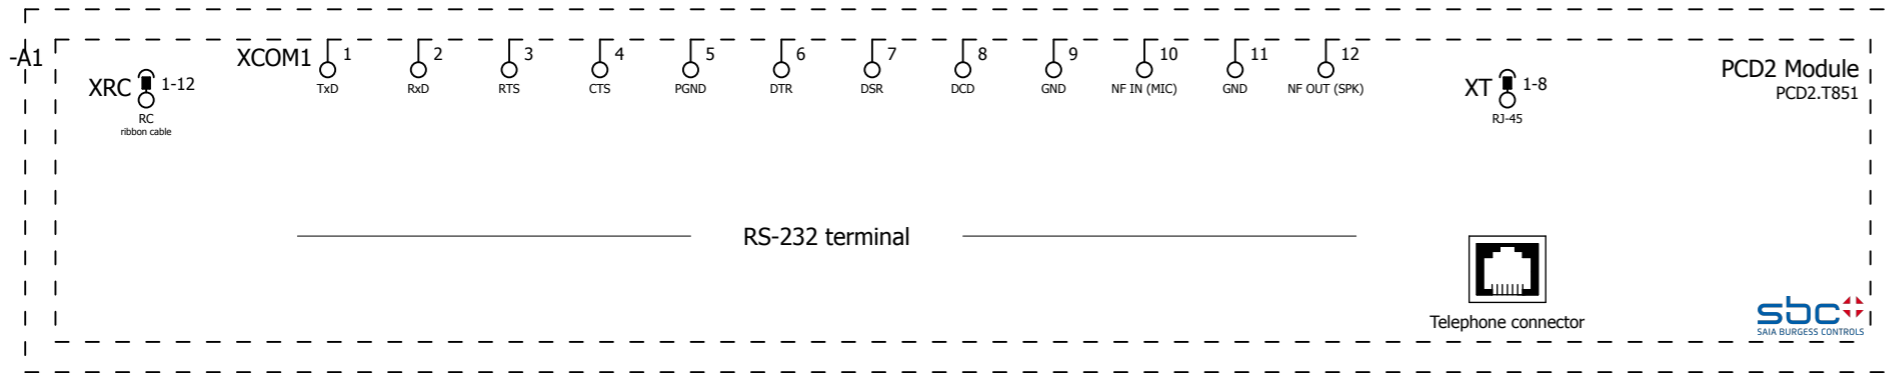 -A1
XRC 1-12
RC
ribbon cable
XCOM1 1 2 3 4 5 6 7 8 9 10 11 12
TxD RxD RTS CTS PGND DTR DSR DCD GND NF IN (MIC) GND NF OUT (SPK)
XT 1-8
RJ-45
PCD2 Module
PCD2.T851
RS-232 terminal
Telephone connector
sbc
SAIA BURGESS CONTROLS